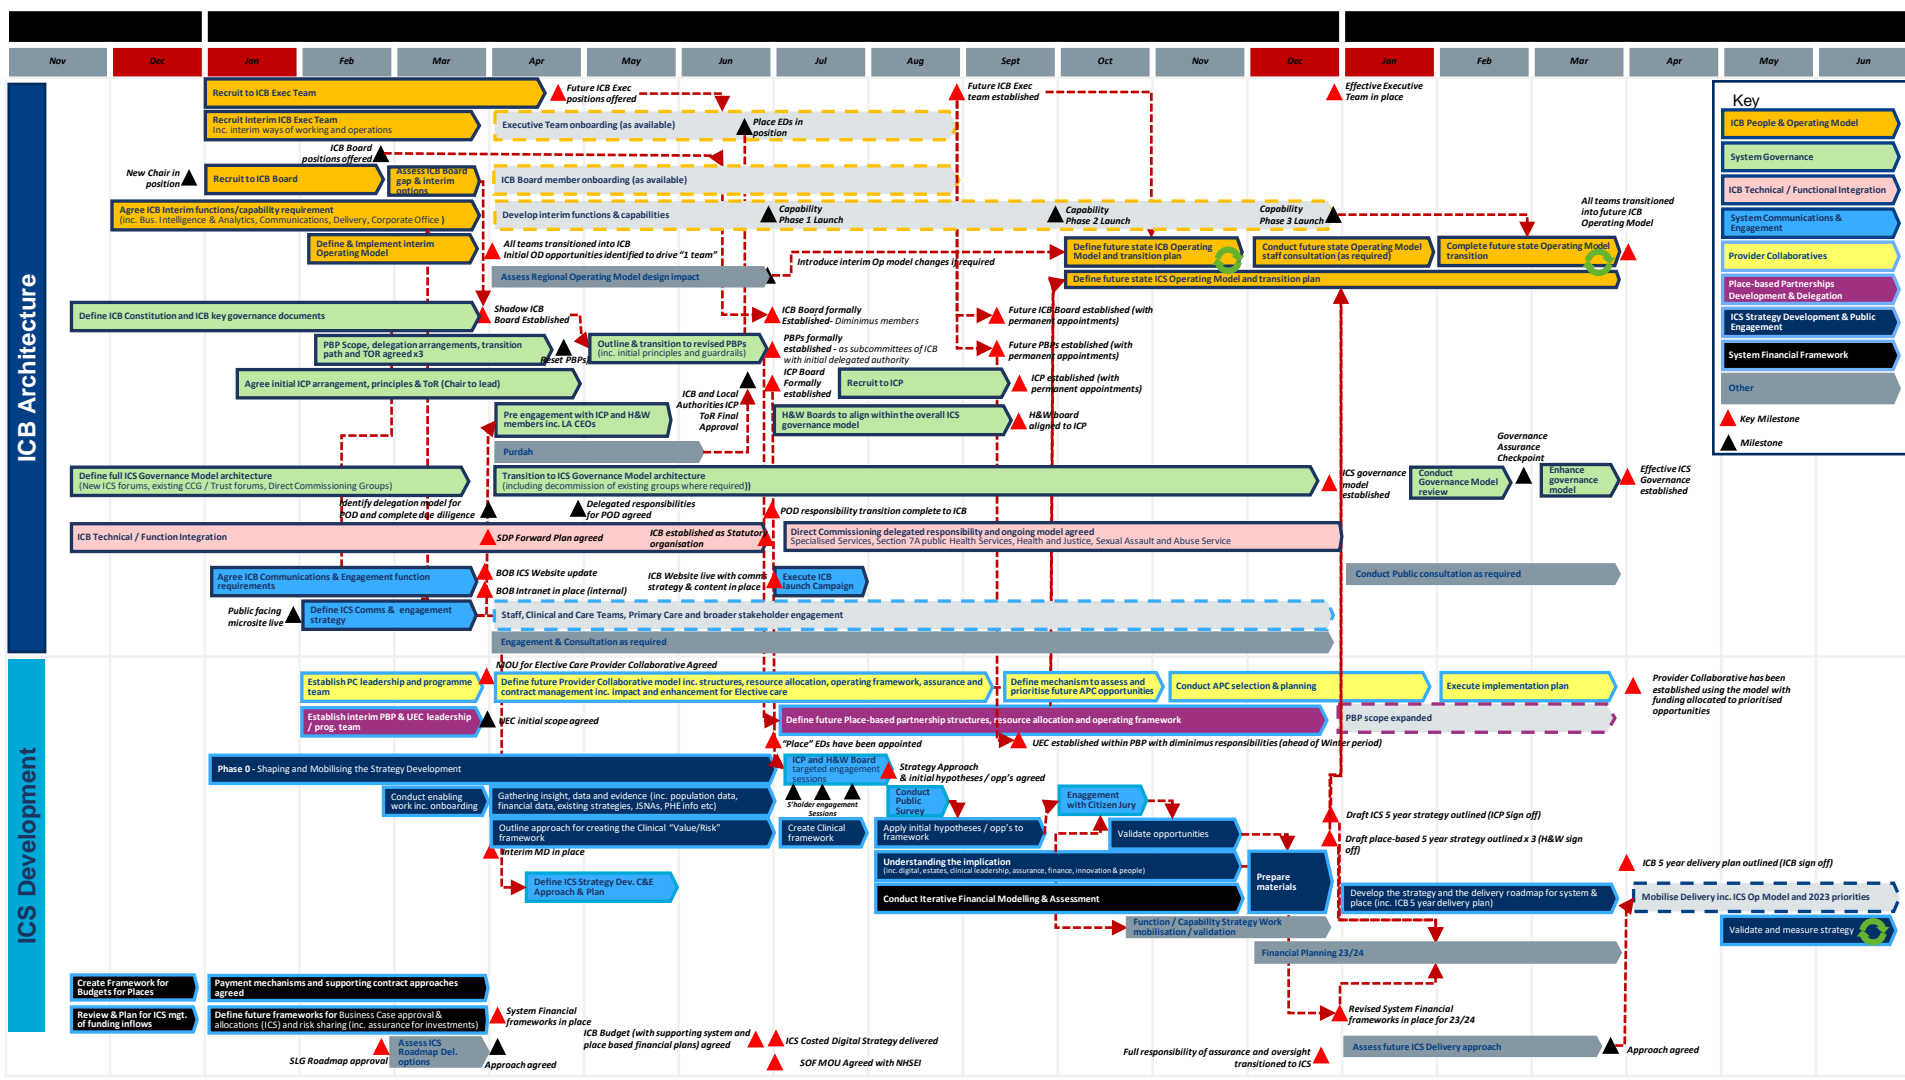 Nov
Dec
Jan
Feb
Mar
Apr
May
Jun
Jul
Aug
Sept
Oct
Nov
Dec
Jan
Feb
Mar
Apr
May
Jun
ICB Architecture
Recruit to ICB Exec Team
Future ICB Exec
positions offered
Future ICB Exec
team established
Effective Executive
Team in place
Recruit Interim ICB Exec Team
Inc. interim ways of working and operations
Executive Team onboarding (as available)
Place EDs in
position
ICB Board
positions offered
New Chair in
position
Recruit to ICB Board
Assess ICB Board
gap & interim
options
ICB Board member onboarding (as available)
Agree ICB Interim functions/capability requirement
(inc. Bus. Intelligence & Analytics, Communications, Delivery, Corporate Office )
Develop interim functions & capabilities
Capability
Phase 1 Launch
Capability
Phase 2 Launch
Capability
Phase 3 Launch
All teams transitioned
into future ICB
Operating Model
Define & Implement interim
Operating Model
All teams transitioned into ICB
Initial OD opportunities identified to drive “1 team”
Define future state ICB Operating
Model and transition plan
Conduct future state Operating Model
staff consultation (as required)
Complete future state Operating Model
transition
Introduce interim Op model changes if required
Assess Regional Operating Model design impact
Define future state ICS Operating Model and transition plan
Define ICB Constitution and ICB key governance documents
Shadow ICB
Board Established
ICB Board formally
Established- Diminimus members
Future ICB Board established (with
permanent appointments)
PBP Scope, delegation arrangements, transition
path and TOR agreed x3
Reset PBPs)
Outline & transition to revised PBPs
(inc. initial principles and guardrails)
PBPs formally
established - as subcommittees of ICB
with initial delegated authority
Future PBPs established (with
permanent appointments)
Agree initial ICP arrangement, principles & ToR (Chair to lead)
ICB and Local
Authorities ICP
ToR Final
Approval
ICP Board
Formally
established
Recruit to ICP
ICP established (with
permanent appointments)
Pre engagement with ICP and H&W
members inc. LA CEOs
H&W Boards to align within the overall ICS
governance model
H&W board
aligned to ICP
Purdah
Governance
Assurance
Checkpoint
Define full ICS Governance Model architecture
(New ICS forums, existing CCG / Trust forums, Direct Commissioning Groups)
Transition to ICS Governance Model architecture
(including decommission of existing groups where required))
ICS governance
model
established
Conduct
Governance Model
review
Enhance
governance
model
Effective ICS
Governance
established
Identify delegation model for
POD and complete due diligence
Delegated responsibilities
for POD agreed
POD responsibility transition complete to ICB
ICB Technical / Function Integration
SDP Forward Plan agreed
ICB established as Statutory
organisation
Direct Commissioning delegated responsibility and ongoing model agreed
Specialised Services, Section 7A public Health Services, Health and Justice, Sexual Assault and Abuse Service
Agree ICB Communications & Engagement function
requirements
BOB ICS Website update
BOB Intranet in place (internal)
ICB Website live with comms
strategy & content in place
Execute ICB
launch Campaign
Conduct Public consultation as required
Public facing
microsite live
Define ICS Comms & engagement
strategy
Staff, Clinical and Care Teams, Primary Care and broader stakeholder engagement
Engagement & Consultation as required
Key
ICB People & Operating Model
System Governance
ICB Technical / Functional Integration
System Communications &
Engagement
Provider Collaboratives
Place-based Partnerships
Development & Delegation
ICS Strategy Development & Public
Engagement
System Financial Framework
Other
Key Milestone
Milestone
ICS Development
MOU for Elective Care Provider Collaborative Agreed
Establish PC leadership and programme
team
Define future Provider Collaborative model inc. structures, resource allocation, operating framework, assurance and
contract management inc. impact and enhancement for Elective care
Define mechanism to assess and
prioritise future APC opportunities
Conduct APC selection & planning
Execute implementation plan
Provider Collaborative has been
established using the model with
funding allocated to prioritised
opportunities
Establish interim PBP & UEC leadership
/ prog. team
UEC initial scope agreed
Define future Place-based partnership structures, resource allocation and operating framework
PBP scope expanded
“Place” EDs have been appointed
UEC established within PBP with diminimus responsibilities (ahead of Winter period)
Phase 0 - Shaping and Mobilising the Strategy Development
ICP and H&W Board
targeted engagement
sessions
Strategy Approach
& initial hypotheses / opp's agreed
S'holder engagement
Sessions
Conduct enabling
work inc. onboarding
Gathering insight, data and evidence (inc. population data,
financial data, existing strategies, JSNAs, PHE info etc)
Conduct
Public
Survey
Enaggement
with Citizen Jury
Draft ICS 5 year strategy outlined (ICP Sign off)
Outline approach for creating the Clinical “Value/Risk”
framework
Create Clinical
framework
Apply initial hypotheses / opp's to
framework
Validate opportunities
Draft place-based 5 year strategy outlined x 3 (H&W sign
off)
Interim MD in place
Understanding the implication
(inc. digital, estates, clinical leadership, assurance, finance, innovation & people)
Prepare
materials
ICB 5 year delivery plan outlined (ICB sign off)
Define ICS Strategy Dev. C&E
Approach & Plan
Conduct Iterative Financial Modelling & Assessment
Develop the strategy and the delivery roadmap for system &
place (inc. ICB 5 year delivery plan)
Mobilise Delivery inc. ICS Op Model and 2023 priorities
Function / Capability Strategy Work
mobilisation / validation
Validate and measure strategy
Financial Planning 23/24
Create Framework for
Budgets for Places
Payment mechanisms and supporting contract approaches
agreed
Review & Plan for ICS mgt.
of funding inflows
Define future frameworks for Business Case approval &
allocations (ICS) and risk sharing (inc. assurance for investments)
System Financial
frameworks in place
Revised System Financial
frameworks in place for 23/24
SLG Roadmap approval
Assess ICS
Roadmap Del.
options
Approach agreed
ICB Budget (with supporting system and
place based financial plans) agreed
ICS Costed Digital Strategy delivered
SOF MOU Agreed with NHSEI
Full responsibility of assurance and oversight
transitioned to ICS
Assess future ICS Delivery approach
Approach agreed